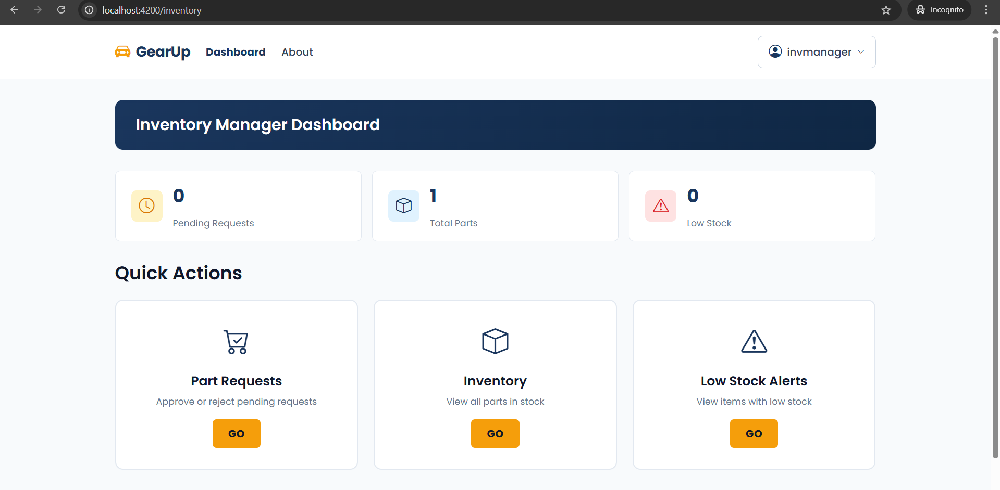 localhost:4200/inventory
Incognito
GearUp Dashboard About
invmanager
Inventory Manager Dashboard
0
Pending Requests
1
Total Parts
0
Low Stock
Quick Actions
Part Requests
Approve or reject pending requests
GO
Inventory
View all parts in stock
GO
Low Stock Alerts
View items with low stock
GO